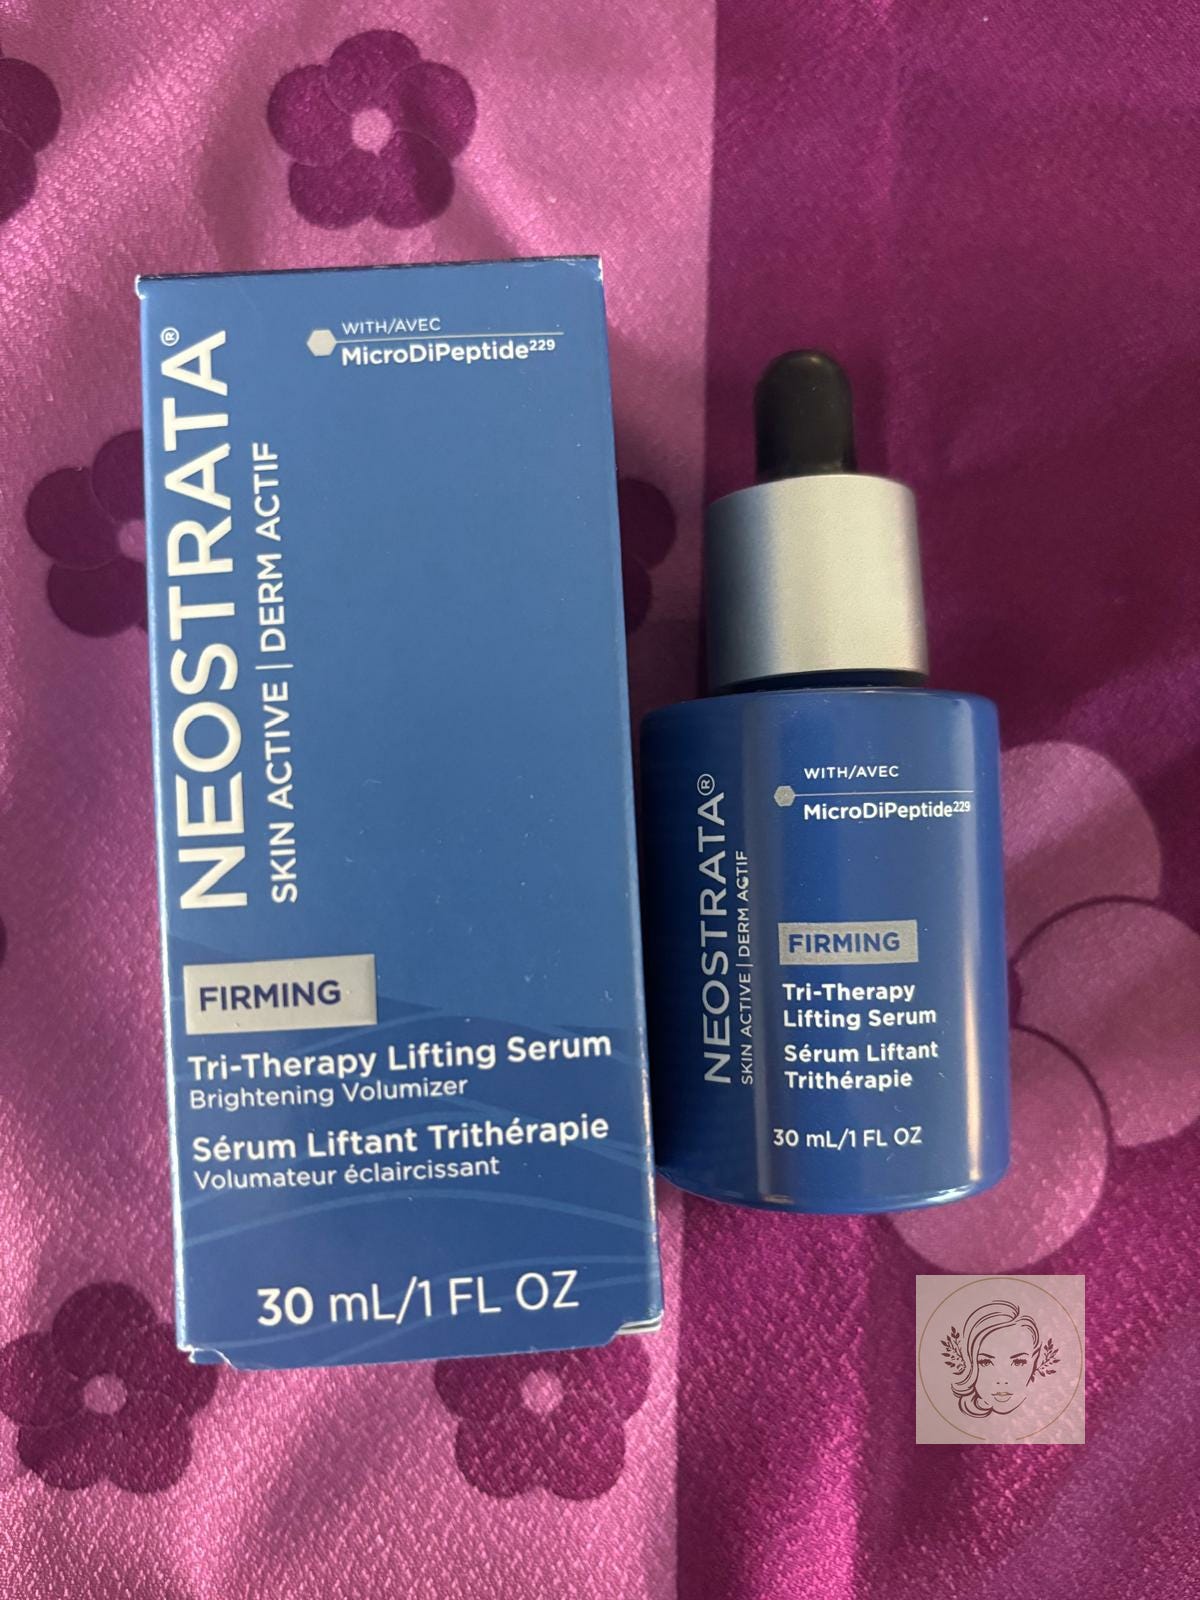 WITH/AVEC
MicroDiPeptide²²⁹
NEOSTRATA®
SKIN ACTIVE | DERM ACTIF
FIRMING
Tri-Therapy Lifting Serum
Brightening Volumizer
Sérum Liftant Trithérapie
Volumateur éclaircissant
30 mL/1 FL OZ
WITH/AVEC
MicroDiPeptide²²⁹
NEOSTRATA®
SKIN ACTIVE | DERM ACTIF
FIRMING
Tri-Therapy
Lifting Serum
Sérum Liftant
Trithérapie
30 mL/1 FL OZ